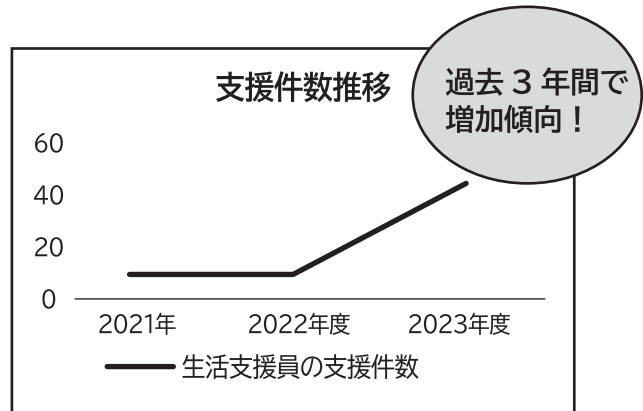 支援件数推移
過去3年間で
増加傾向！
60
40
20
0
2021年
2022年度
2023年度
生活支援員の支援件数